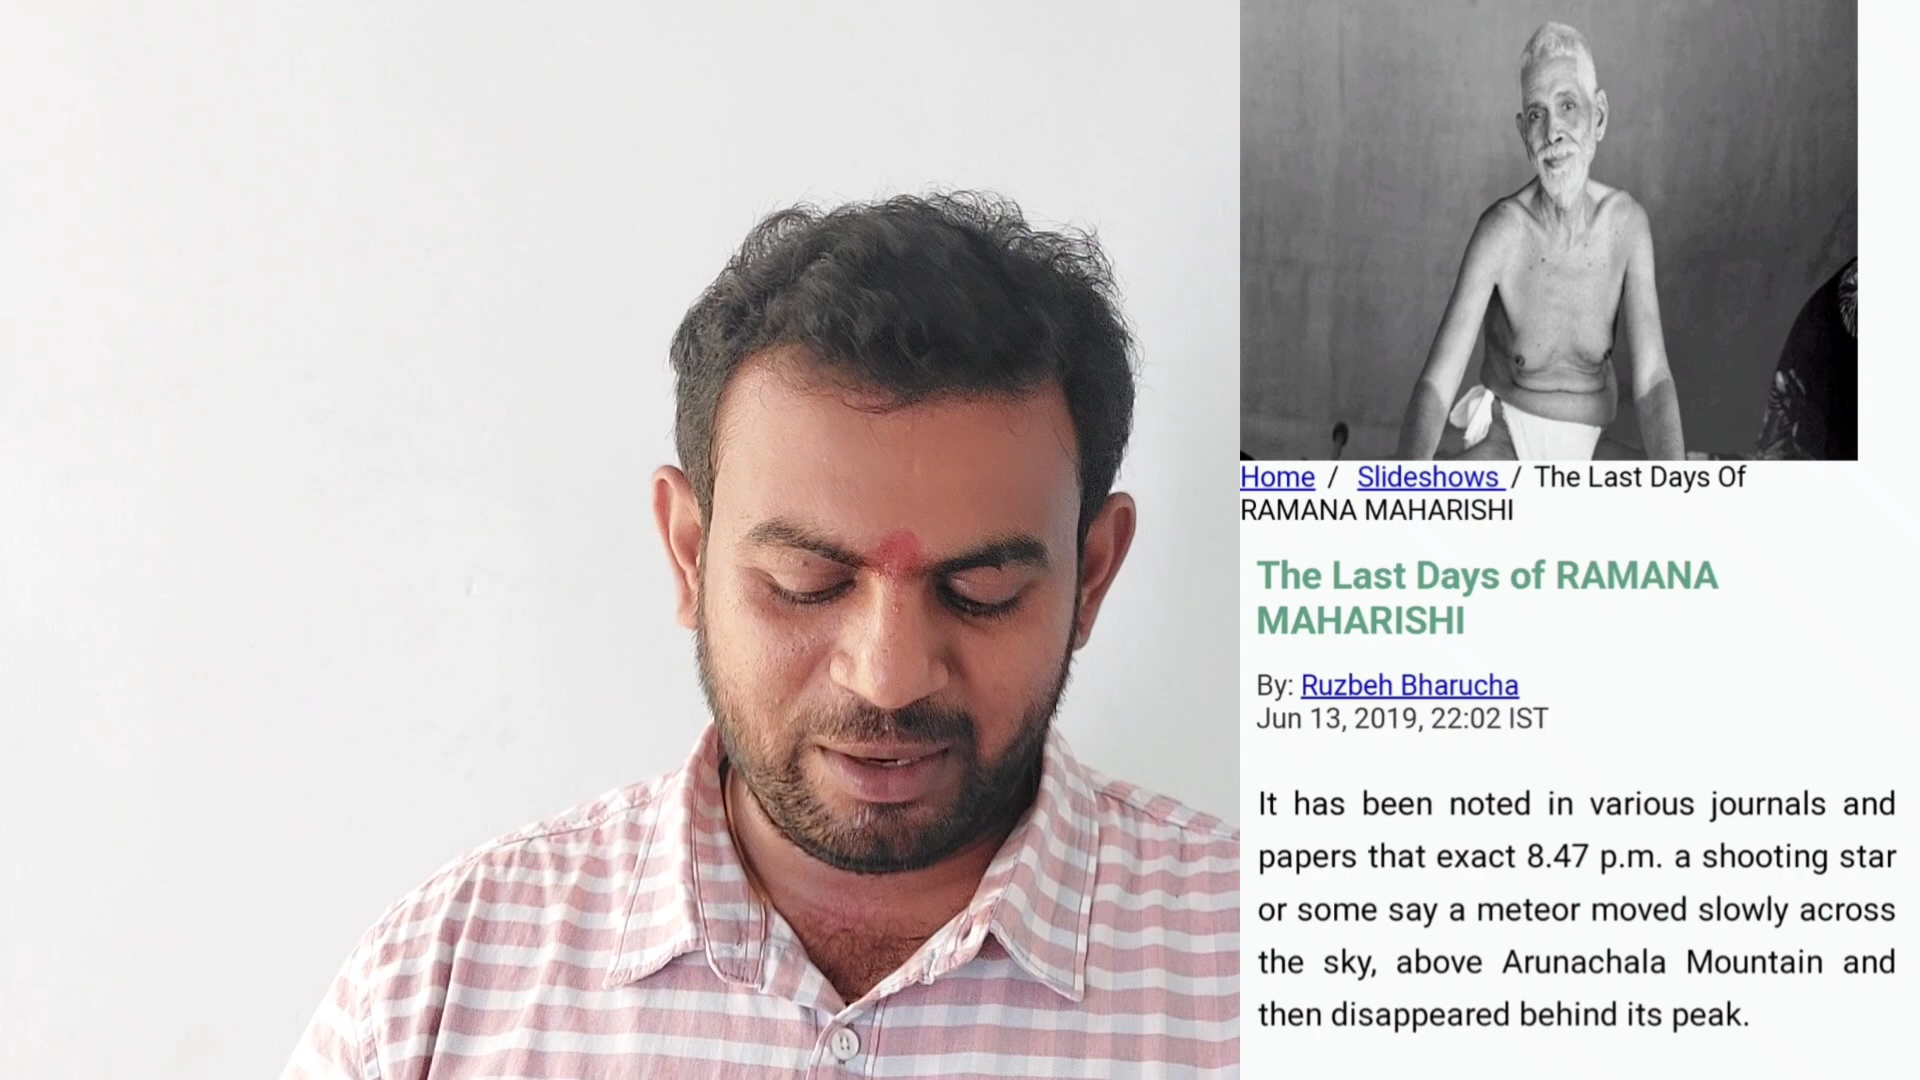 Home / Slideshows / The Last Days Of
RAMANA MAHARISHI
The Last Days of RAMANA
MAHARISHI
By: Ruzbeh Bharucha
Jun 13, 2019, 22:02 IST
It has been noted in various journals and
papers that exact 8.47 p.m. a shooting star
or some say a meteor moved slowly across
the sky, above Arunachala Mountain and
then disappeared behind its peak.